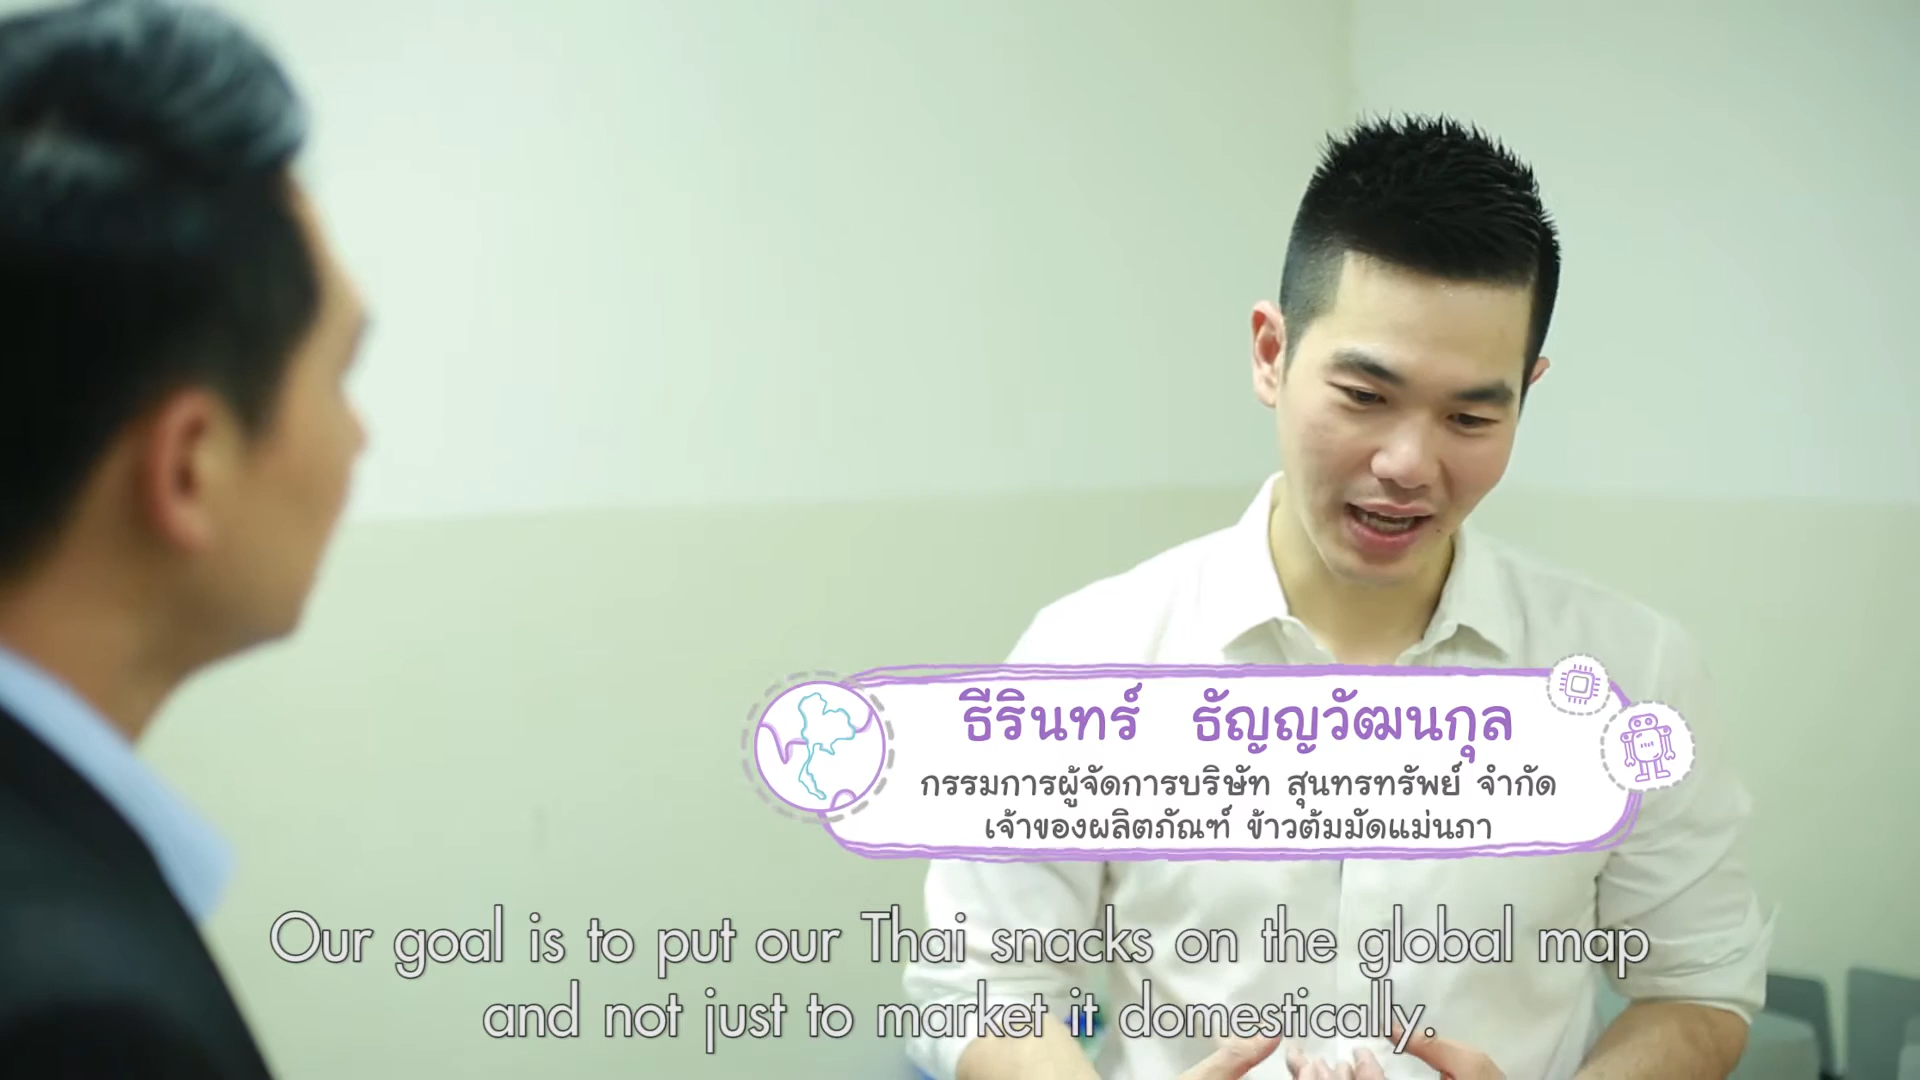 ธีรินทร์ ธัญญวัฒนกุล
กรรมการผู้จัดการบริษัท สุนทรทรัพย์ จำกัด
เจ้าของผลิตภัณฑ์ ข้าวต้มมัดแม่นภา
Our goal is to put our Thai snacks on the global map
and not just to market it domestically.